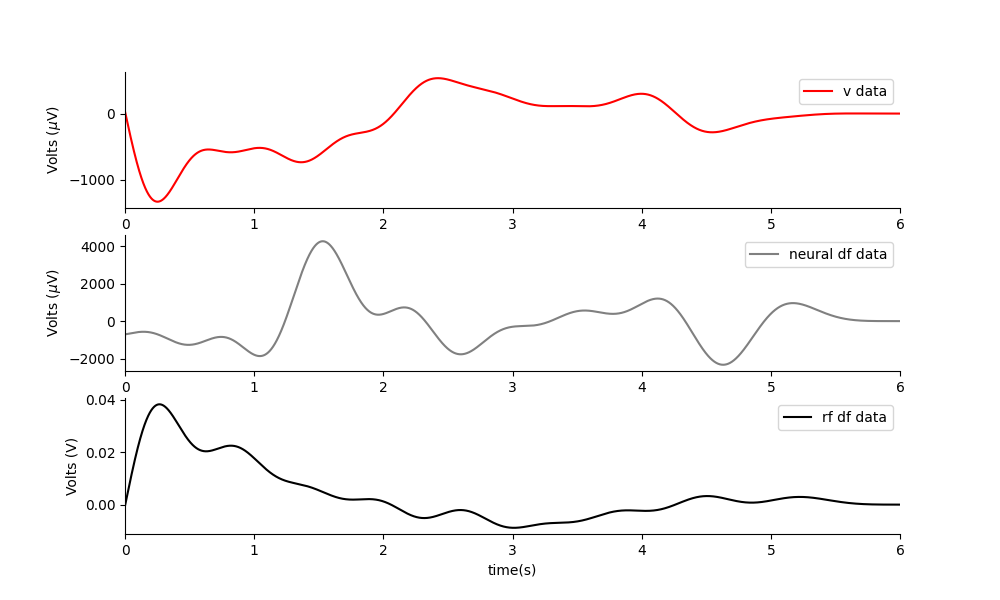 Volts (μV)
0
−1000
v data
0 1 2 3 4 5 6
Volts (μV)
4000
2000
0
−2000
neural df data
0 1 2 3 4 5 6
Volts (V)
0.04
0.02
0.00
rf df data
0 1 2 3 4 5 6
time(s)